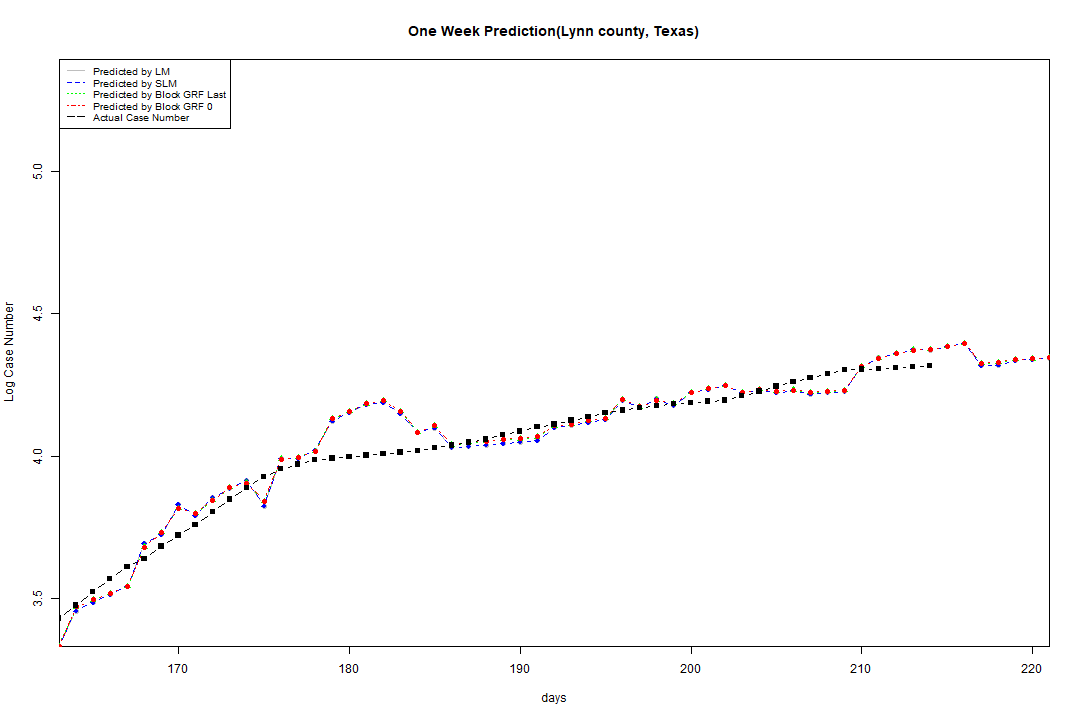 One Week Prediction(Lynn county, Texas)
Predicted by LM
Predicted by SLM
Predicted by Block GRF Last
Predicted by Block GRF 0
Actual Case Number
5.0
4.5
4.0
3.5
Log Case Number
170 180 190 200 210 220
days